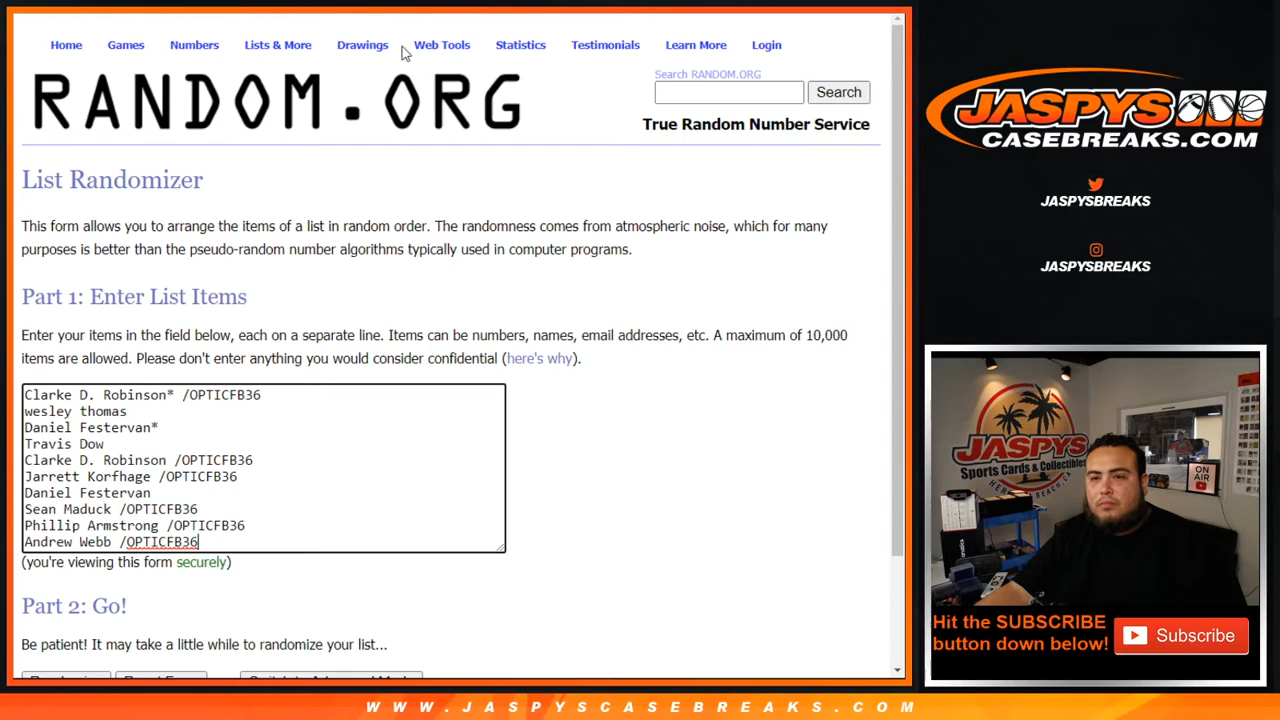 Home Games Numbers Lists & More Drawings Web Tools Statistics Testimonials Learn More Login
RANDOM.ORG
Search RANDOM.ORG
Search
True Random Number Service
List Randomizer
This form allows you to arrange the items of a list in random order. The randomness comes from atmospheric noise, which for many
purposes is better than the pseudo-random number algorithms typically used in computer programs.
Part 1: Enter List Items
Enter your items in the field below, each on a separate line. Items can be numbers, names, email addresses, etc. A maximum of 10,000
items are allowed. Please don't enter anything you would consider confidential (here's why).
Clarke D. Robinson* /OPTICFB36
wesley thomas
Daniel Festervan*
Travis Dow
Clarke D. Robinson /OPTICFB36
Jarrett Korfhage /OPTICFB36
Daniel Festervan
Sean Maduck /OPTICFB36
Phillip Armstrong /OPTICFB36
Andrew Webb /OPTICFB36
(you're viewing this form securely)
Part 2: Go!
Be patient! It may take a little while to randomize your list...
JASPYS
CASEBREAKS.COM
JASPYSBREAKS
JASPYSBREAKS
JASPYS
Sports Cards & Collectibles
ON AIR
Hit the SUBSCRIBE
button down below!
Subscribe
WWW.JASPYSCASEBREAKS.COM